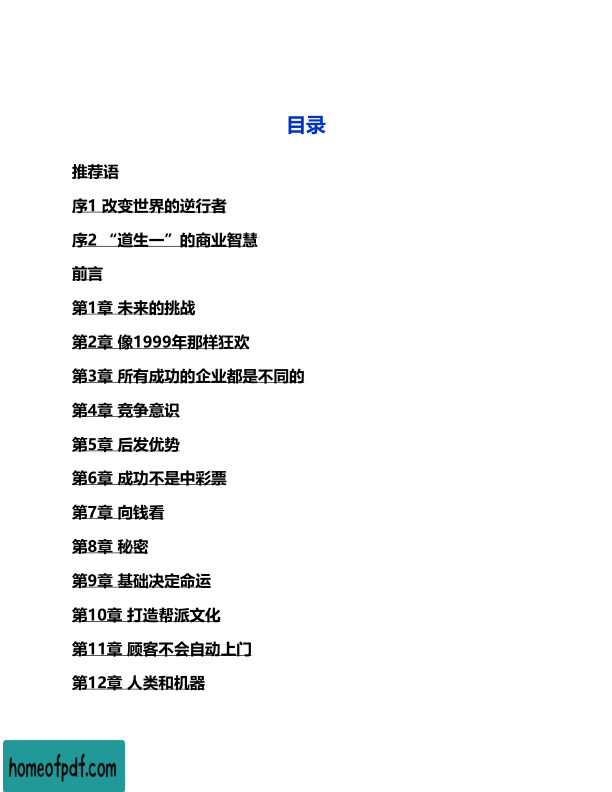 目录
推荐语
序1 改变世界的逆行者
序2 “道生一”的商业智慧
前言
第1章 未来的挑战
第2章 像1999年那样狂欢
第3章 所有成功的企业都是不同的
第4章 竞争意识
第5章 后发优势
第6章 成功不是中彩票
第7章 向钱看
第8章 秘密
第9章 基础决定命运
第10章 打造帮派文化
第11章 顾客不会自动上门
第12章 人类和机器
homeofpdf.com